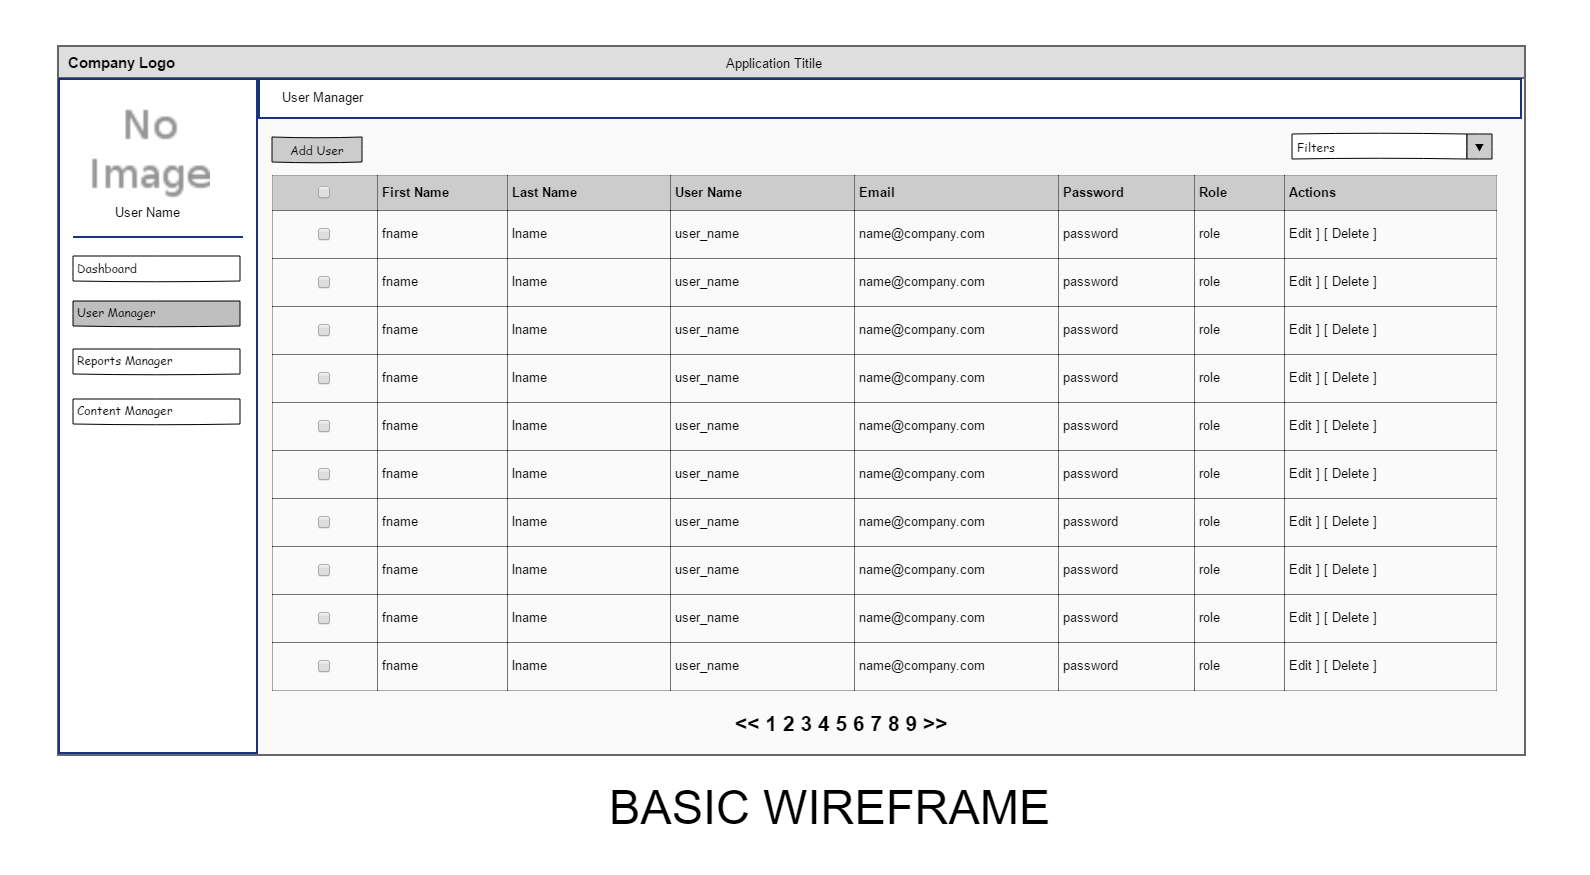 Company Logo
Application Titile
No
Image
User Name
Dashboard
User Manager
Reports Manager
Content Manager
User Manager
Add User
Filters
First Name Last Name User Name Email Password Role Actions
fname lname user_name name@company.com password role Edit ] [ Delete ]
fname lname user_name name@company.com password role Edit ] [ Delete ]
fname lname user_name name@company.com password role Edit ] [ Delete ]
fname lname user_name name@company.com password role Edit ] [ Delete ]
fname lname user_name name@company.com password role Edit ] [ Delete ]
fname lname user_name name@company.com password role Edit ] [ Delete ]
fname lname user_name name@company.com password role Edit ] [ Delete ]
fname lname user_name name@company.com password role Edit ] [ Delete ]
fname lname user_name name@company.com password role Edit ] [ Delete ]
fname lname user_name name@company.com password role Edit ] [ Delete ]
<< 1 2 3 4 5 6 7 8 9 >>
BASIC WIREFRAME